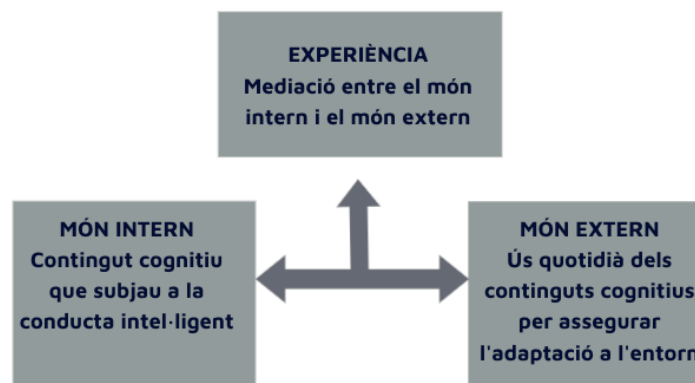 EXPERIÈNCIA
Mediació entre el món
intern i el món extern
MÓN INTERN
Contingut cognitiu
que subjau a la
conducta intel·ligent
MÓN EXTERN
Ús quotidià dels
continguts cognitius
per assegurar
l'adaptació a l'entorn